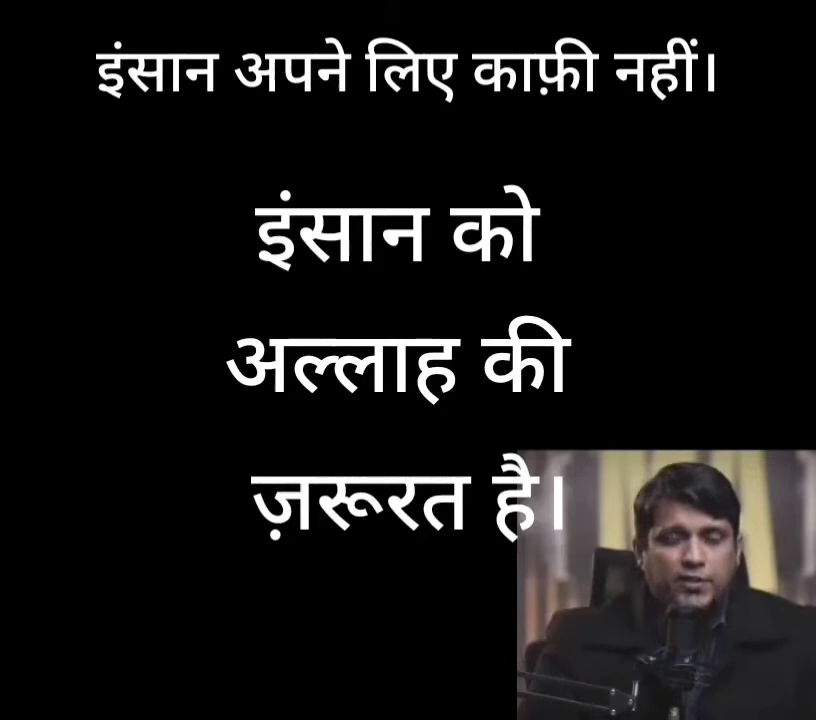 इंसान अपने लिए काफ़ी नहीं।
इंसान को
अल्लाह की
ज़रूरत है।